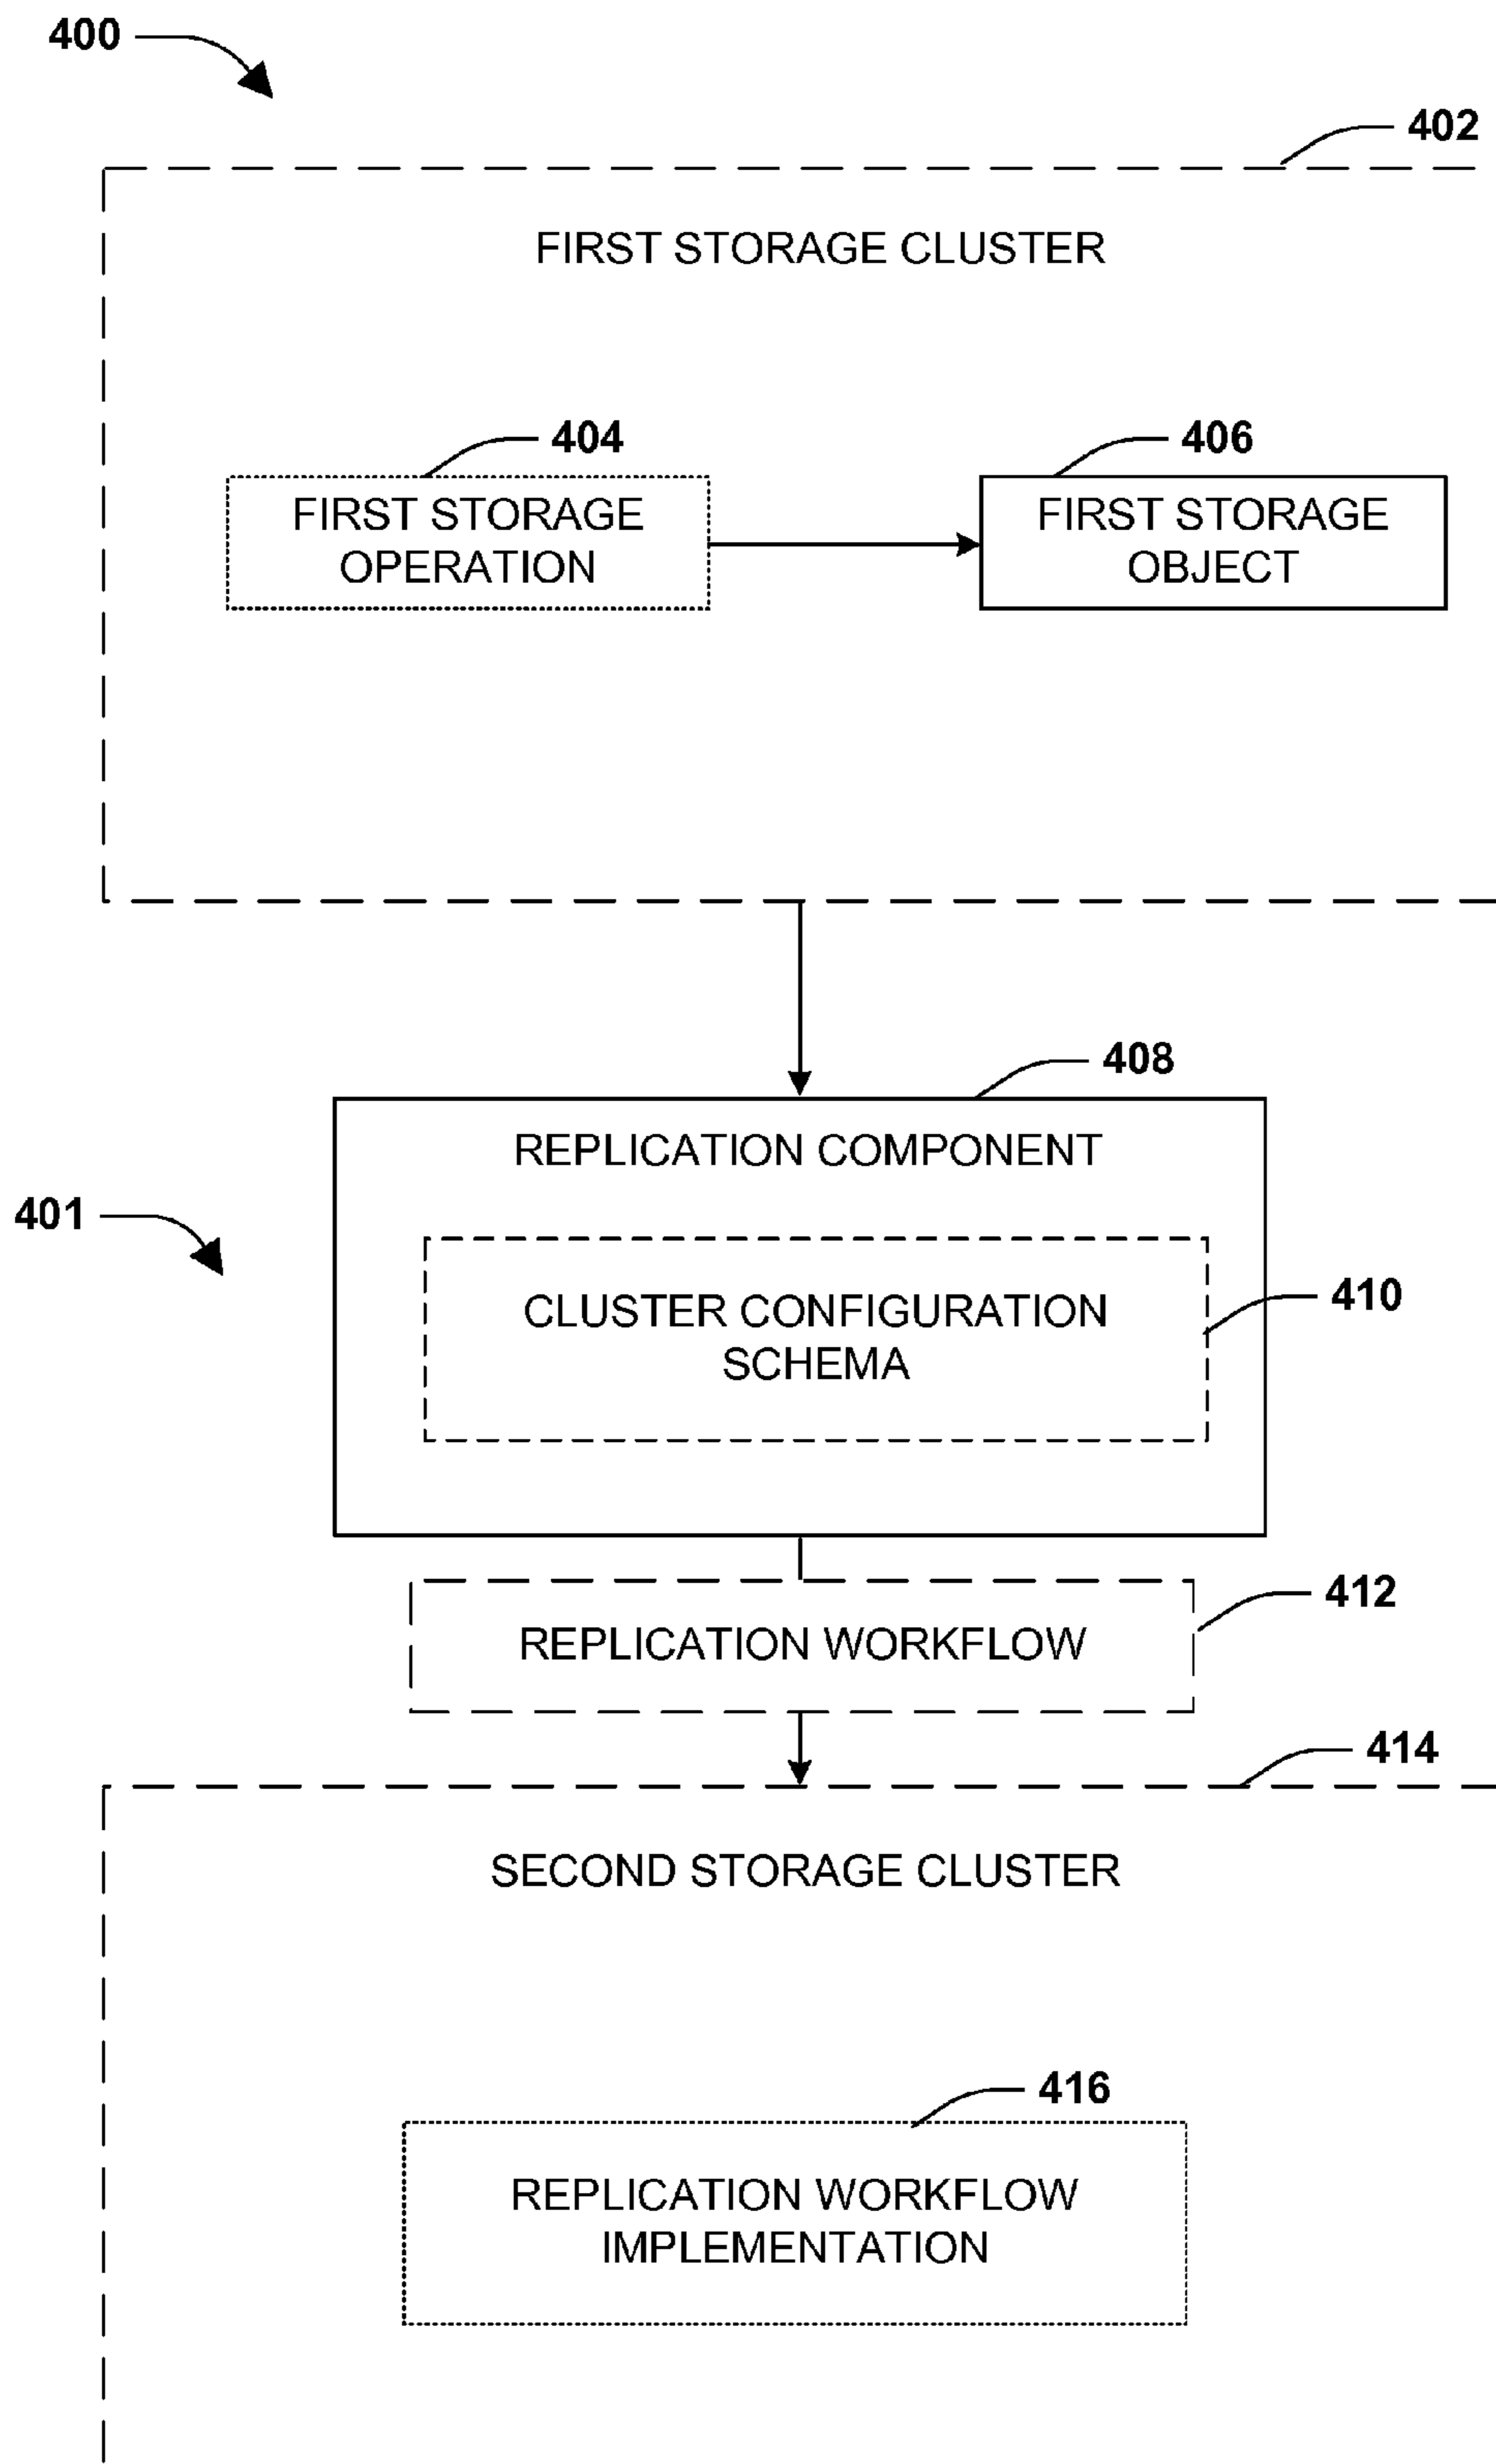 400
402
FIRST STORAGE CLUSTER
404
406
FIRST STORAGE
OPERATION
FIRST STORAGE
OBJECT
408
REPLICATION COMPONENT
401
410
CLUSTER CONFIGURATION
SCHEMA
412
REPLICATION WORKFLOW
414
SECOND STORAGE CLUSTER
416
REPLICATION WORKFLOW
IMPLEMENTATION